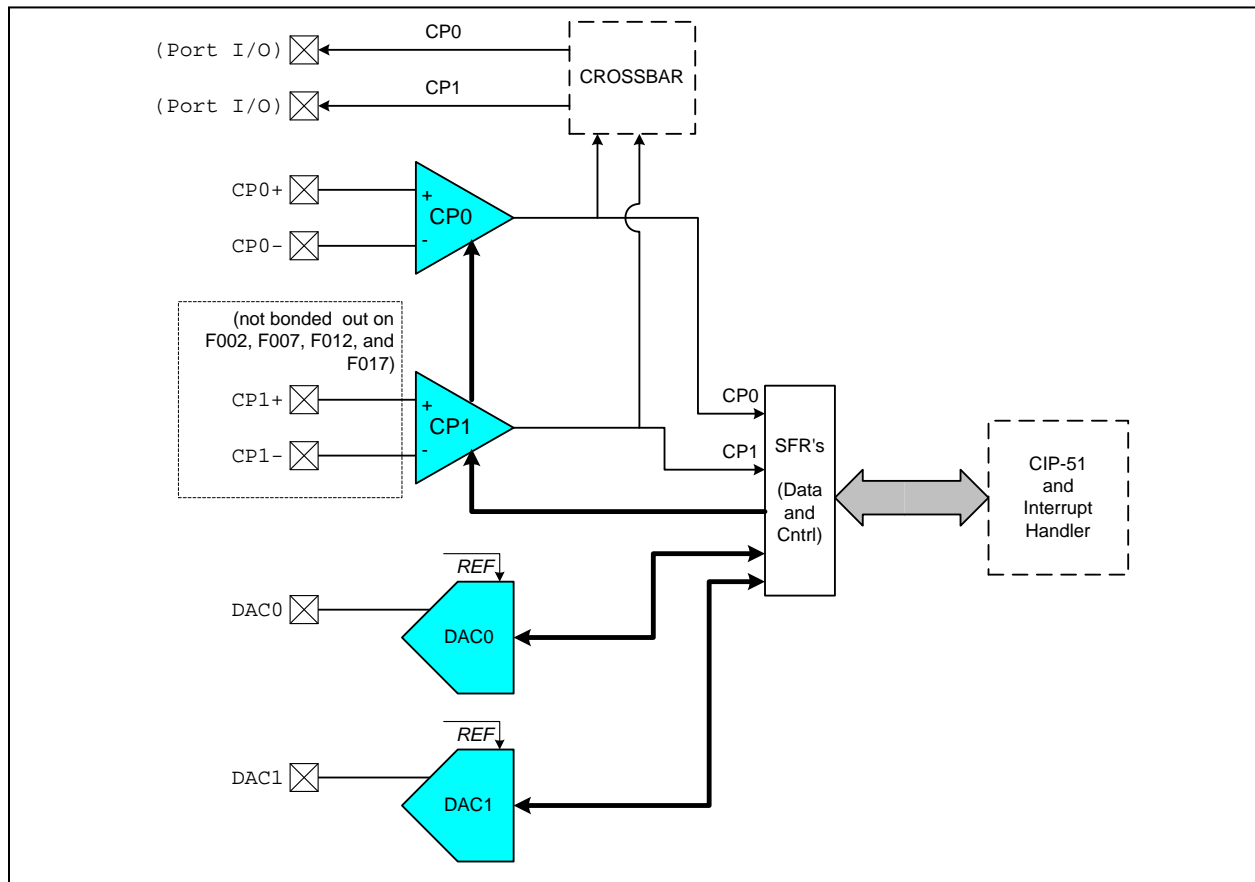 (Port I/O)
CP0
CROSSBAR
(Port I/O)
CP1
CP0+
+
CP0
CP0-
-
(not bonded out on
F002, F007, F012, and
F017)
CP1+
+
CP1
CP1-
-
CP0
CP1
SFR's
(Data
and
Cntrl)
CIP-51
and
Interrupt
Handler
REF
DAC0
DAC0
REF
DAC1
DAC1